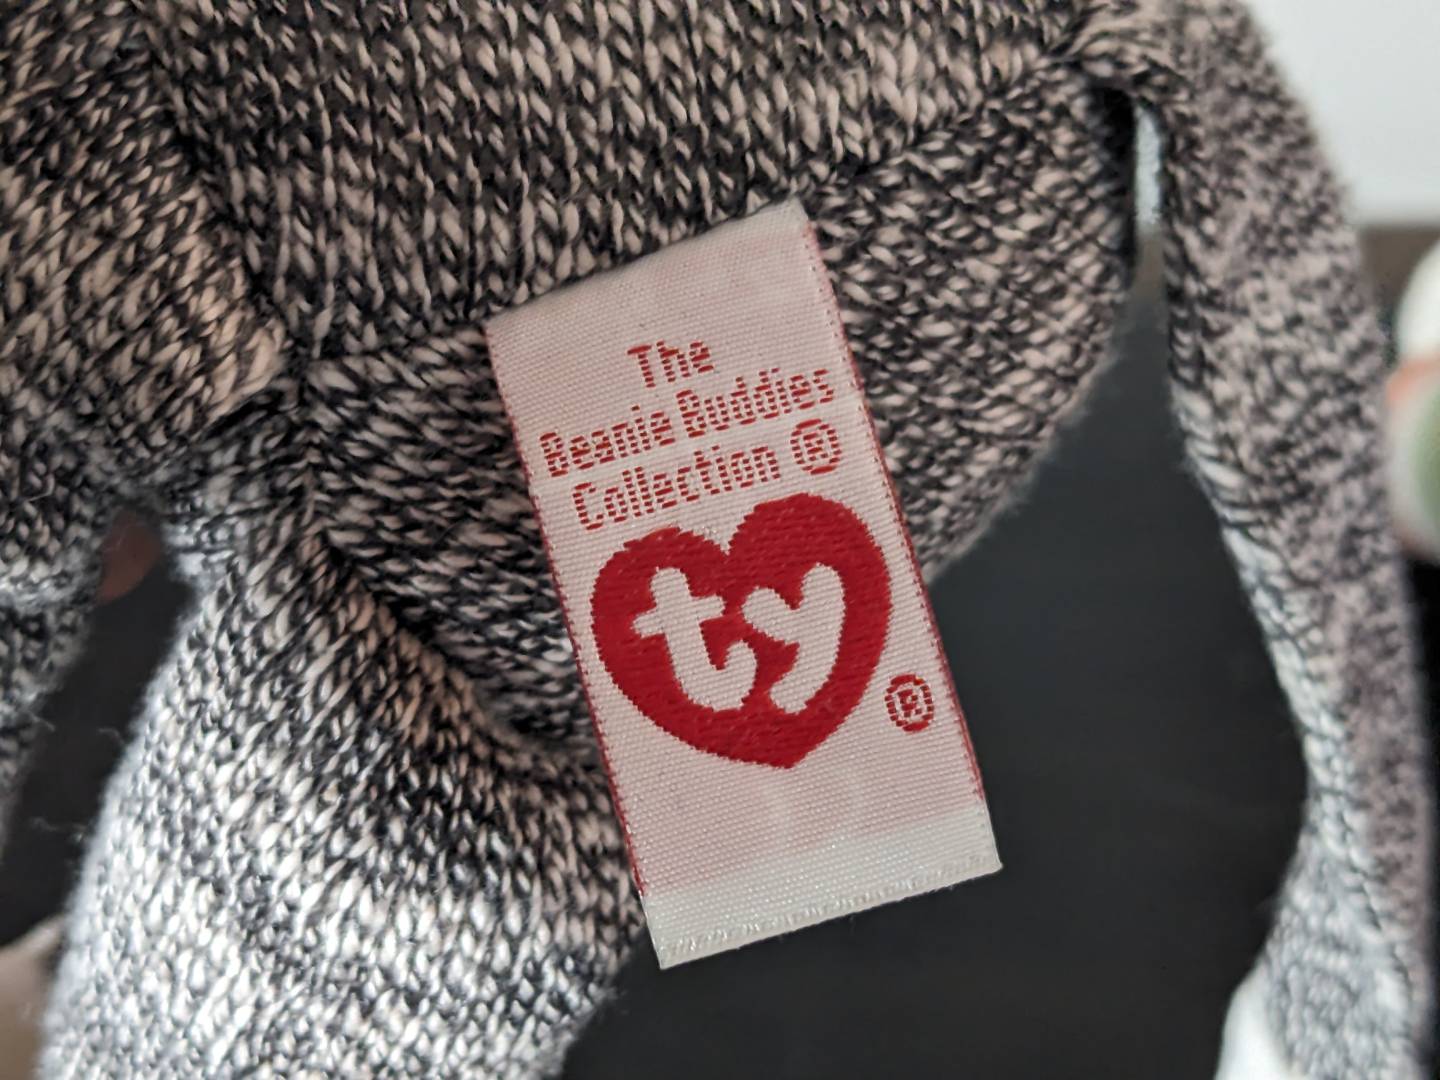 The
Beanie Buddies
Collection ®
ty
®